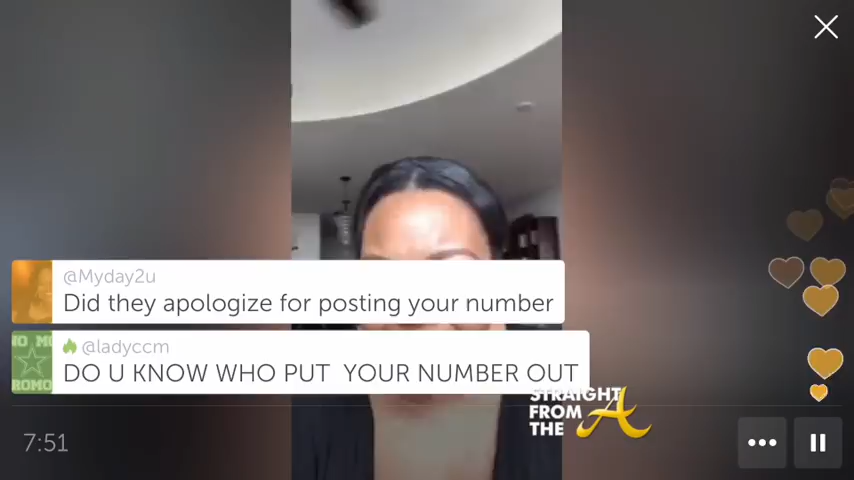 @Myday2u
Did they apologize for posting your number
@ladyccm
DO U KNOW WHO PUT YOUR NUMBER OUT
STRAIGHT
FROM
THE A
7:51